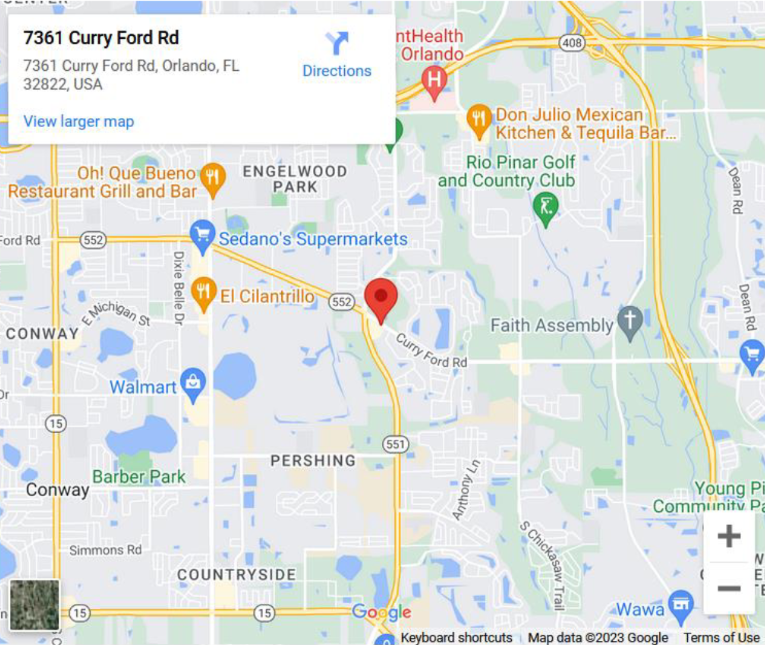 7361 Curry Ford Rd
7361 Curry Ford Rd, Orlando, FL
32822, USA
Directions
View larger map
ntHealth
Orlando
408
Don Julio Mexican
Kitchen & Tequila Bar...
Oh! Que Bueno
Restaurant Grill and Bar
ENGELWOOD
PARK
Rio Pinar Golf
and Country Club
Dean Rd
Ford Rd
552
Sedano's Supermarkets
Dixie Belle Dr
El Cilantrillo
552
Dean Rd
E Michigan St
CONWAY
Faith Assembly
Curry Ford Rd
Walmart
15
551
PERSHING
Barber Park
Conway
Anthony Ln
Young Pi
Community Pa
S Chickasaw Trail
Simmons Rd
COUNTRYSIDE
15
15
Google
Wawa
Keyboard shortcuts
Map data ©2023 Google
Terms of Use